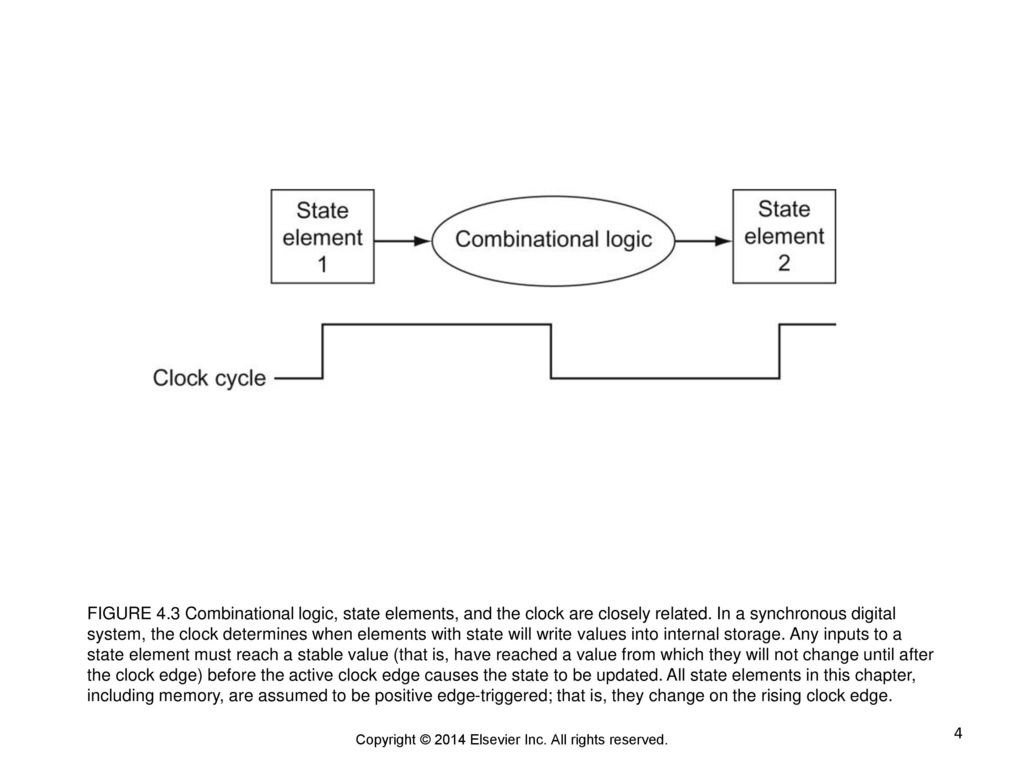 State
element
1
Combinational logic
State
element
2
Clock cycle
FIGURE 4.3 Combinational logic, state elements, and the clock are closely related. In a synchronous digital
system, the clock determines when elements with state will write values into internal storage. Any inputs to a
state element must reach a stable value (that is, have reached a value from which they will not change until after
the clock edge) before the active clock edge causes the state to be updated. All state elements in this chapter,
including memory, are assumed to be positive edge-triggered; that is, they change on the rising clock edge.
Copyright © 2014 Elsevier Inc. All rights reserved.
4